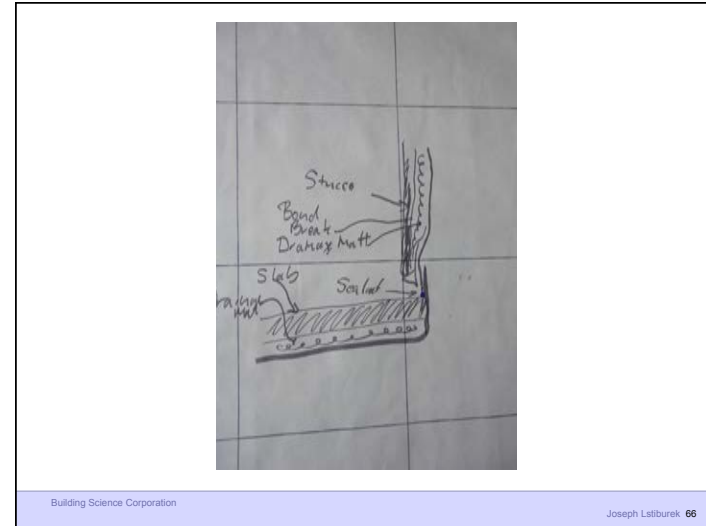 Stucco
Bond
Break
Drainage Matt
Slab
Sealant
Building Science Corporation
Joseph Lstiburek 66